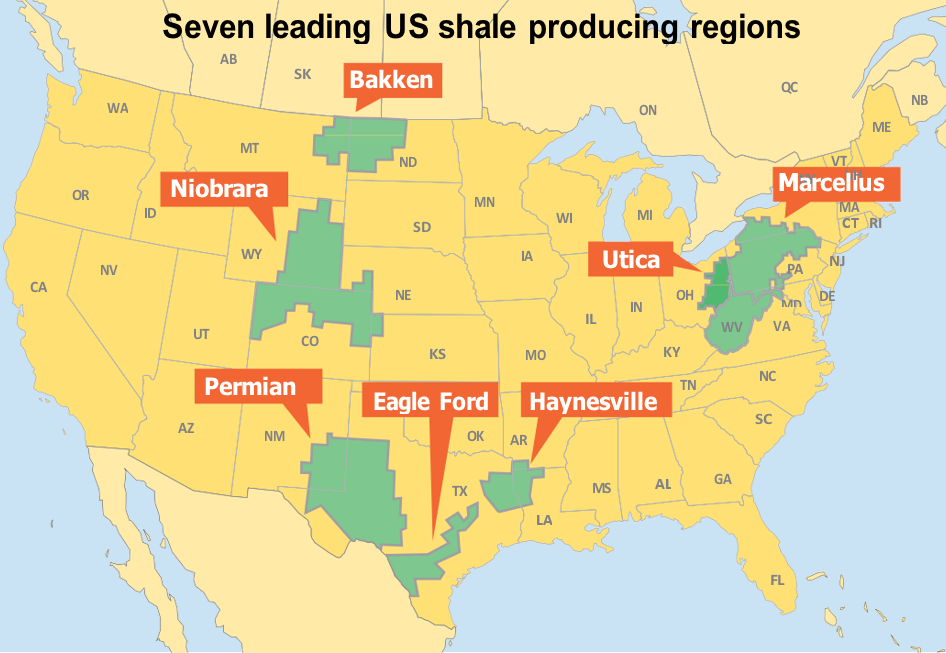 Seven leading US shale producing regions
AB
SK
ON
QC
NB
Bakken
WA
MT
ND
ME
VT
Niobrara
Marcelius
OR
ID
WY
SD
MN
WI
MI
MA
CT
RI
Utica
CA
NV
UT
CO
NE
IA
IL
IN
OH
PA
NJ
MD
DE
WV
VA
KS
MO
KY
Permian
Eagle Ford
Haynesville
TN
NC
AZ
NM
OK
AR
SC
TX
LA
MS
AL
GA
FL